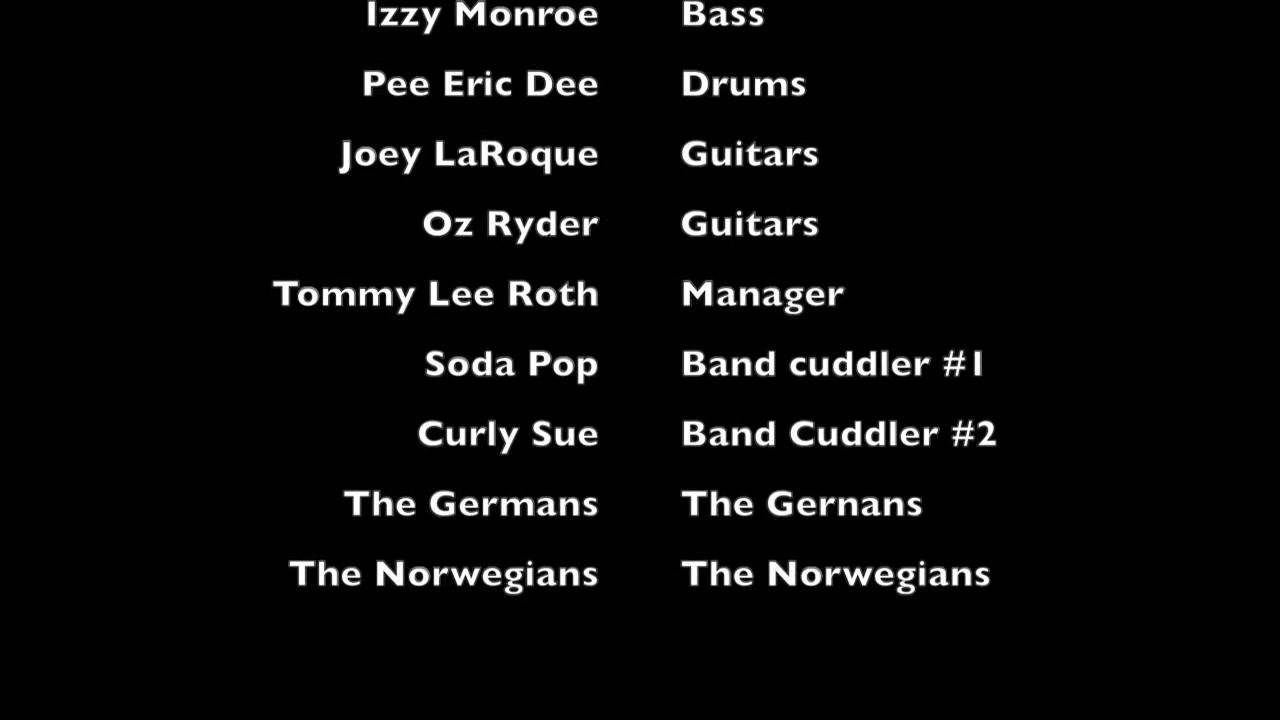 Izzy Monroe Bass
Pee Eric Dee Drums
Joey LaRoque Guitars
Oz Ryder Guitars
Tommy Lee Roth Manager
Soda Pop Band cuddler #1
Curly Sue Band Cuddler #2
The Germans The Gernans
The Norwegians The Norwegians